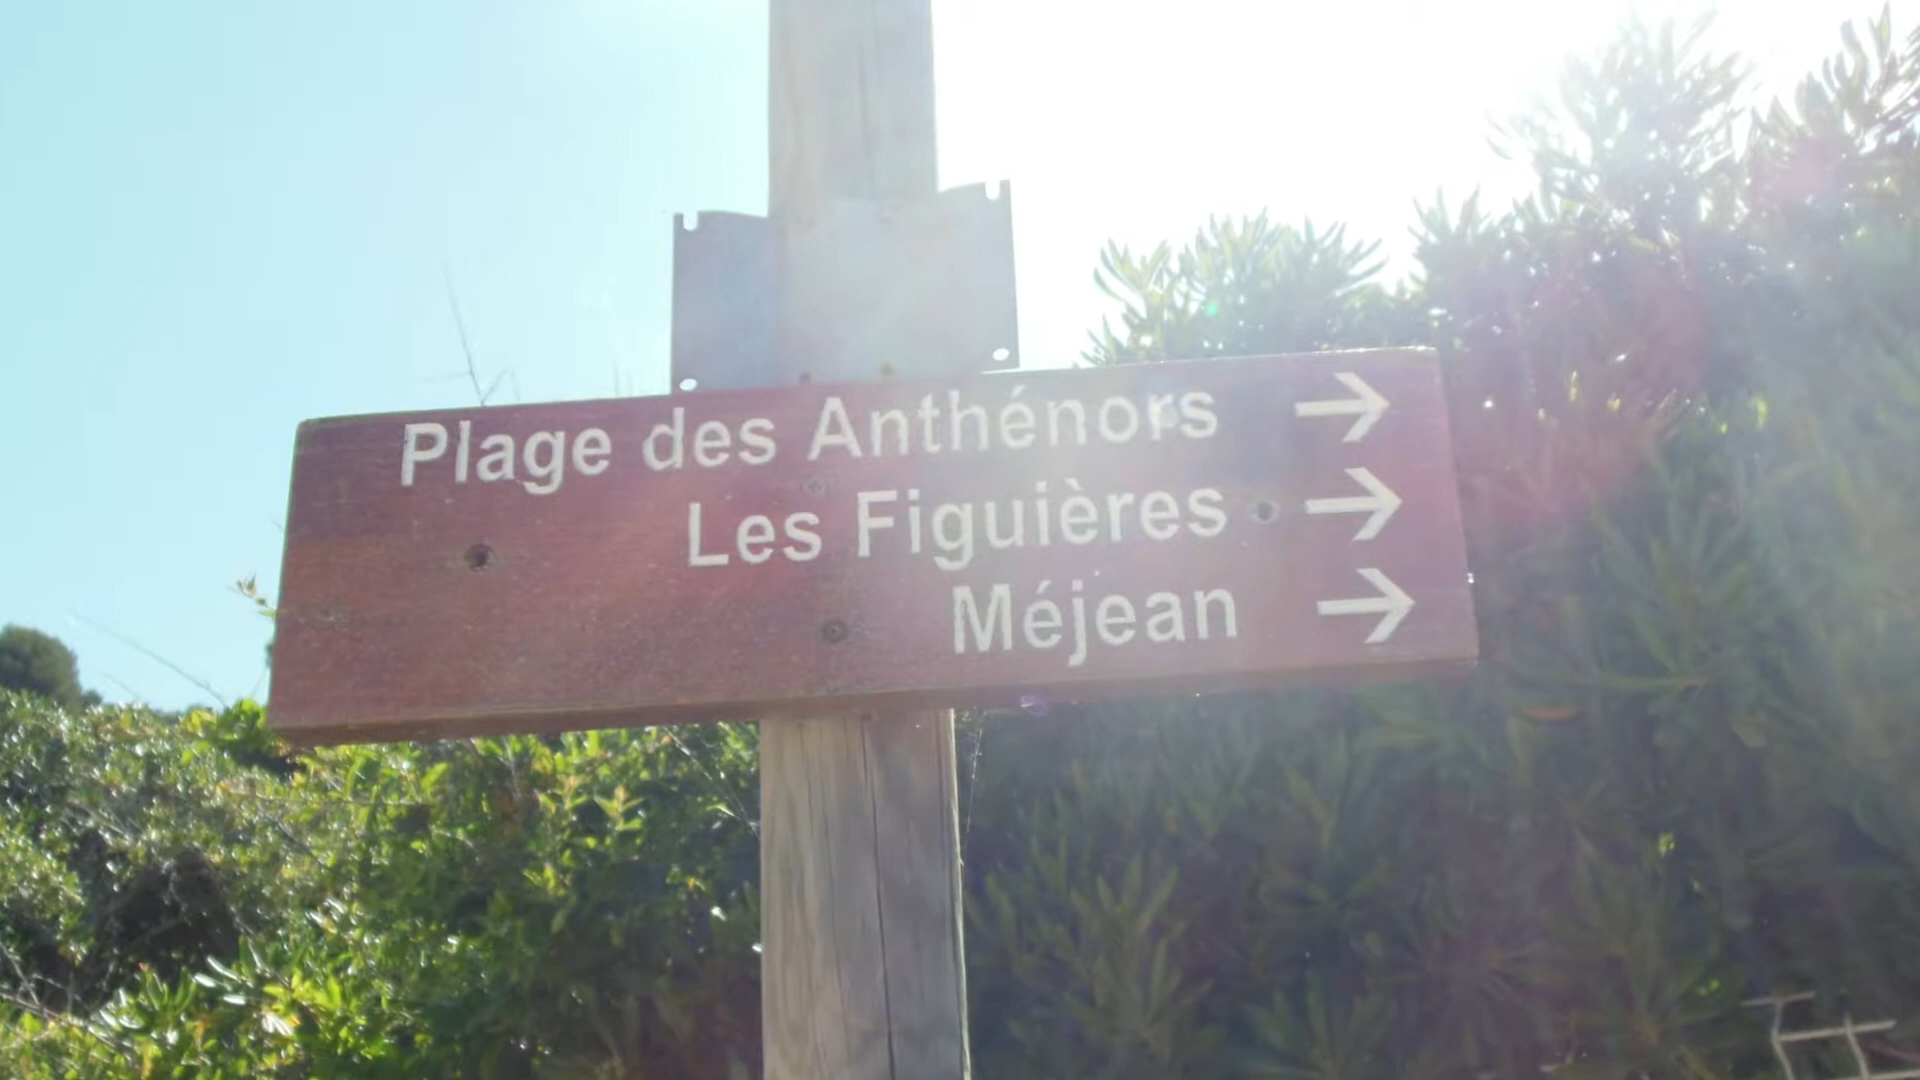 Plage des Anthénors →
Les Figuières →
Méjean →